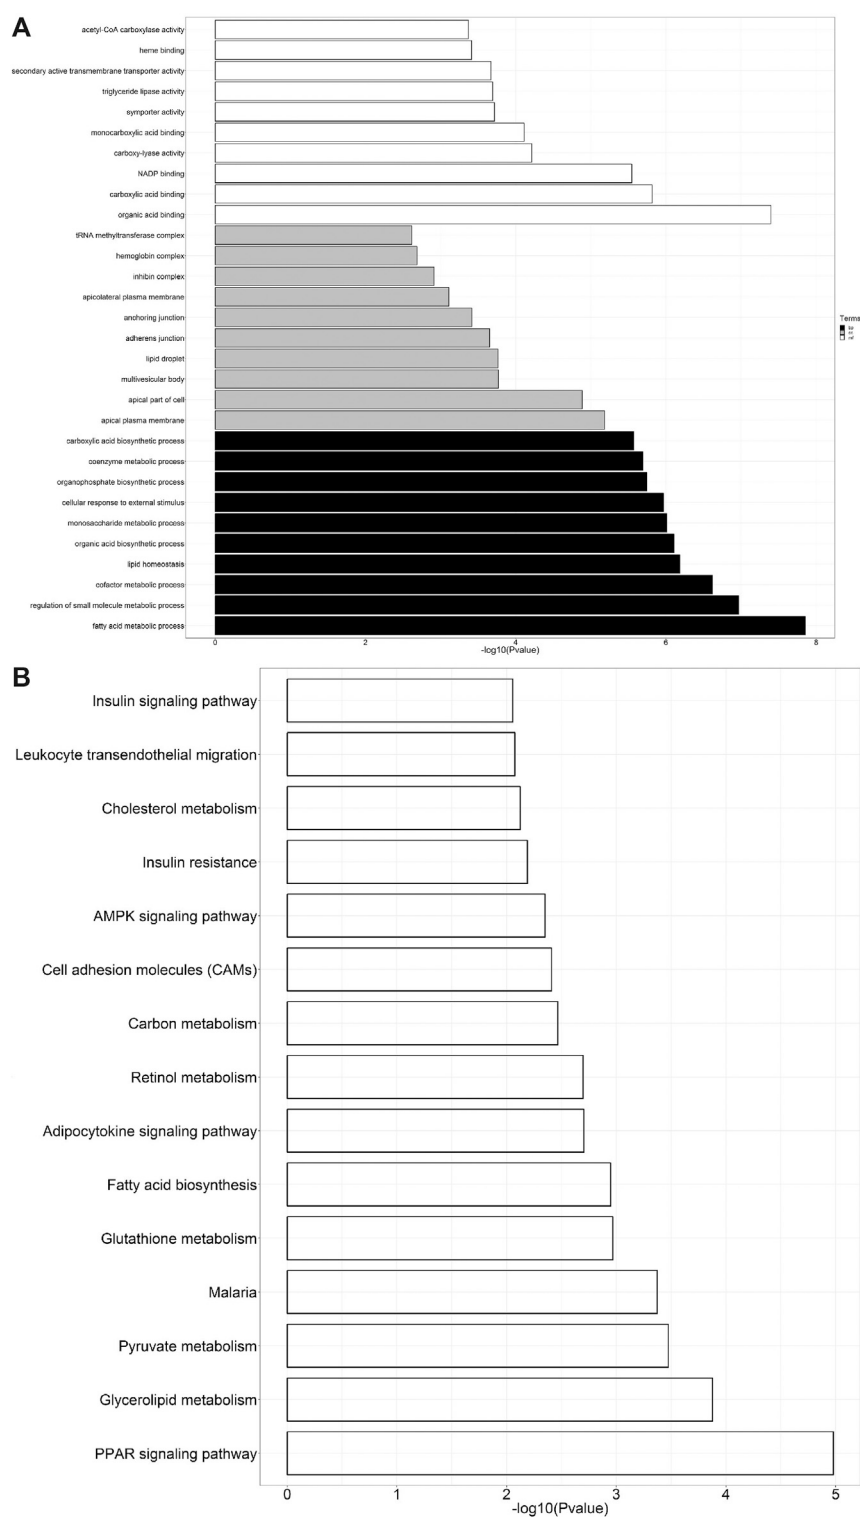 A
acetyl-CoA carboxylase activity
heme binding
secondary active transmembrane transporter activity
triglyceride lipase activity
symporter activity
monocarboxylic acid binding
carboxy-lyase activity
NADP binding
carboxylic acid binding
organic acid binding
tRNA methyltransferase complex
hemoglobin complex
inhibin complex
apicolateral plasma membrane
anchoring junction
adherens junction
lipid droplet
multivesicular body
apical part of cell
apical plasma membrane
carboxylic acid biosynthetic process
coenzyme metabolic process
organophosphate biosynthetic process
cellular response to external stimulus
monosaccharide metabolic process
organic acid biosynthetic process
lipid homeostasis
cofactor metabolic process
regulation of small molecule metabolic process
fatty acid metabolic process
0 2 4 6 8
-log10(Pvalue)
Terms
B
Insulin signaling pathway
Leukocyte transendothelial migration
Cholesterol metabolism
Insulin resistance
AMPK signaling pathway
Cell adhesion molecules (CAMs)
Carbon metabolism
Retinol metabolism
Adipocytokine signaling pathway
Fatty acid biosynthesis
Glutathione metabolism
Malaria
Pyruvate metabolism
Glycerolipid metabolism
PPAR signaling pathway
0 1 2 3 4 5
-log10(Pvalue)